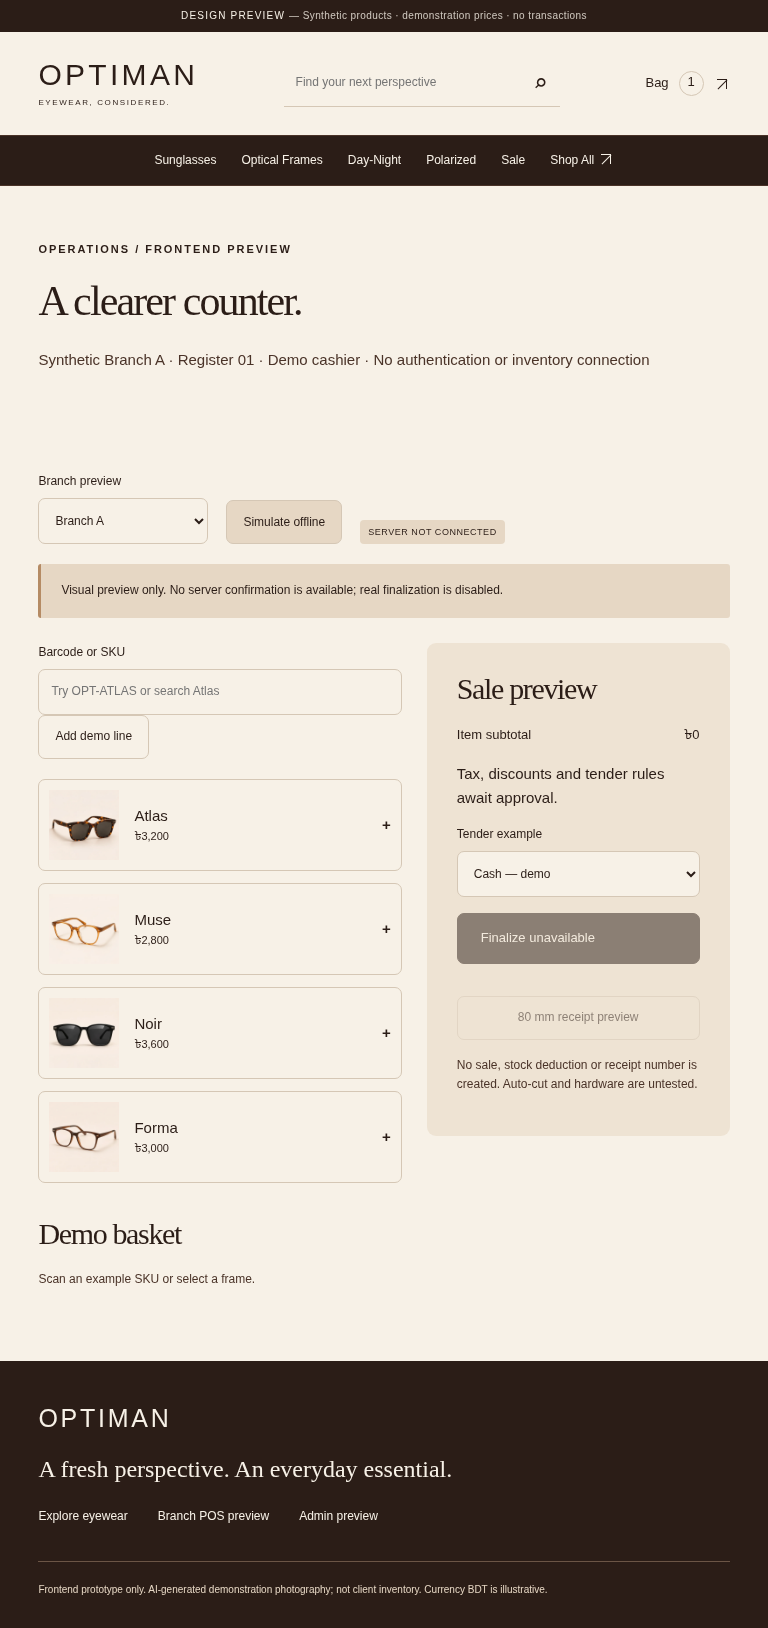 DESIGN PREVIEW — Synthetic products · demonstration prices · no transactions
OPTIMAN
EYEWEAR, CONSIDERED.
Find your next perspective
Bag 1
Sunglasses Optical Frames Day-Night Polarized Sale Shop All
OPERATIONS / FRONTEND PREVIEW
A clearer counter.
Synthetic Branch A · Register 01 · Demo cashier · No authentication or inventory connection
Branch preview
Branch A
Simulate offline
SERVER NOT CONNECTED
Visual preview only. No server confirmation is available; real finalization is disabled.
Barcode or SKU
Try OPT-ATLAS or search Atlas
Add demo line
Atlas
৳3,200
+
Muse
৳2,800
+
Noir
৳3,600
+
Forma
৳3,000
+
Demo basket
Scan an example SKU or select a frame.
Sale preview
Item subtotal ৳0
Tax, discounts and tender rules
await approval.
Tender example
Cash — demo
Finalize unavailable
80 mm receipt preview
No sale, stock deduction or receipt number is
created. Auto-cut and hardware are untested.
OPTIMAN
A fresh perspective. An everyday essential.
Explore eyewear Branch POS preview Admin preview
Frontend prototype only. AI-generated demonstration photography; not client inventory. Currency BDT is illustrative.